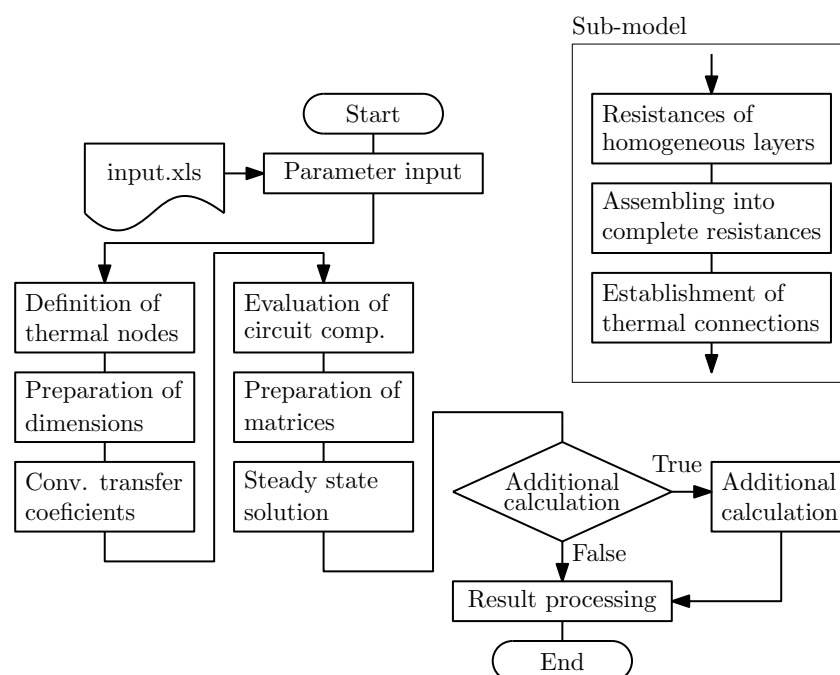 Sub-model
Start
input.xls
Parameter input
Resistances of
homogeneous layers
Assembling into
complete resistances
Establishment of
thermal connections
Definition of
thermal nodes
Preparation of
dimensions
Conv. transfer
coeficients
Evaluation of
circuit comp.
Preparation of
matrices
Steady state
solution
Additional
calculation
True
Additional
calculation
False
Result processing
End